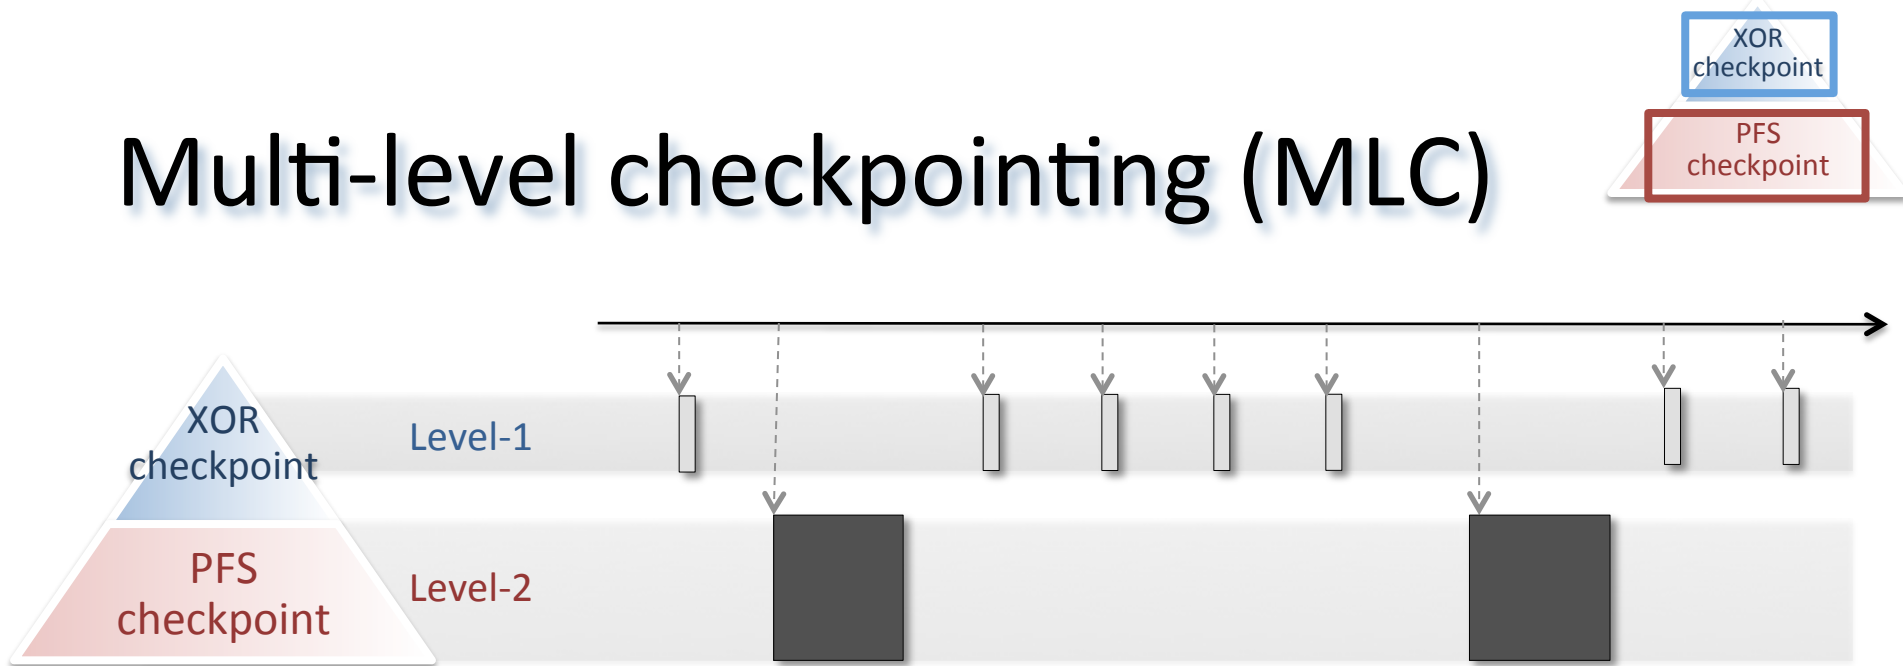 XOR
checkpoint
PFS
checkpoint
Multi-level checkpointing (MLC)
XOR
checkpoint
Level-1
PFS
checkpoint
Level-2